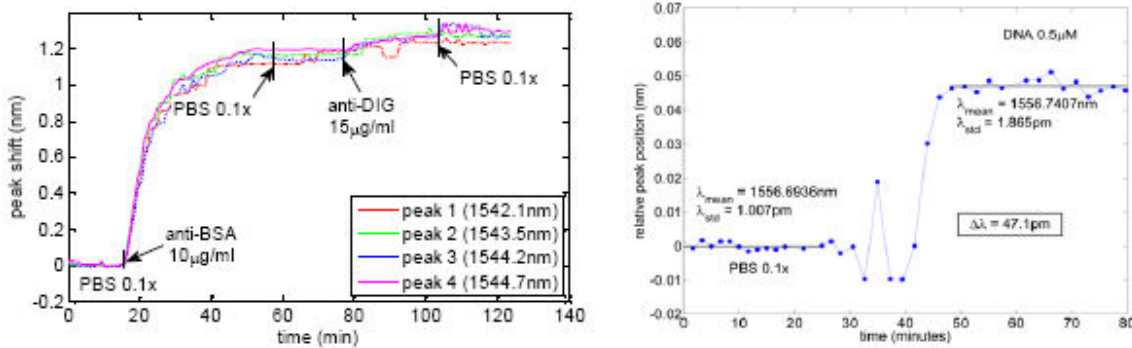 peak shift (nm)
1.2
1
0.8
0.6
0.4
0.2
0
-0.2
0 20 40 60 80 100 120 140
time (min)
PBS 0.1x
anti-BSA
10μg/ml
PBS 0.1x
anti-DIG
15μg/ml
PBS 0.1x
peak 1 (1542.1nm)
peak 2 (1543.5nm)
peak 3 (1544.2nm)
peak 4 (1544.7nm)
relative peak position (nm)
0.07
0.06
0.05
0.04
0.03
0.02
0.01
0
-0.01
-0.02
0 10 20 30 40 50 60 70 80
time (minutes)
DNA 0.5μM
λmean = 1556.7407nm
λstd = 1.865pm
λmean = 1556.6936nm
λstd = 1.007pm
Δλ = 47.1pm
PBS 0.1x